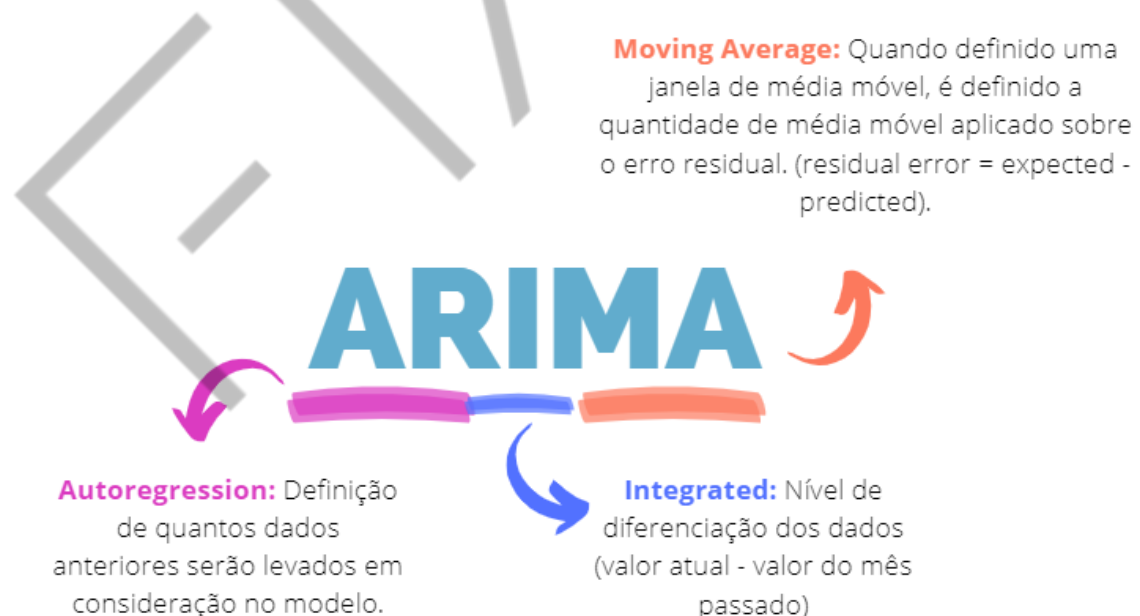 Moving Average: Quando definido uma
janela de média móvel, é definido a
quantidade de média móvel aplicado sobre
o erro residual. (residual error = expected -
predicted).
ARIMA
Autoregression: Definição
de quantos dados
anteriores serão levados em
consideração no modelo.
Integrated: Nível de
diferenciação dos dados
(valor atual - valor do mês
passado)